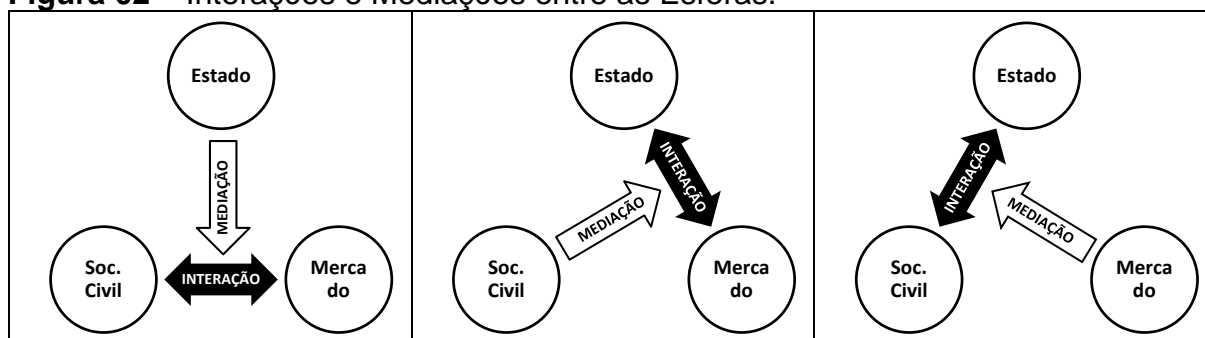 Figura 02 – Interações e Mediações entre as Esferas.
Estado
MEDIAÇÃO
Soc.
Civil
INTERAÇÃO
Merca
do
Estado
INTERAÇÃO
MEDIAÇÃO
Soc.
Civil
Merca
do
Estado
INTERAÇÃO
MEDIAÇÃO
Soc.
Civil
Merca
do